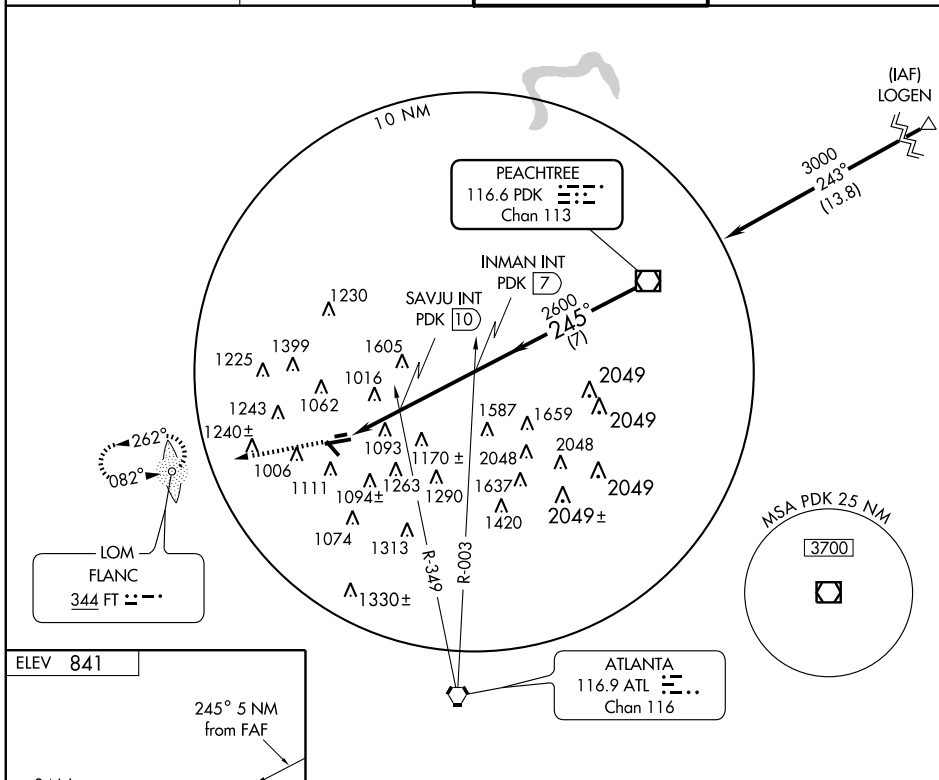 10 NM
(IAF)
LOGEN
3000
243°
(13.8)
PEACHTREE
116.6 PDK
Chan 113
INMAN INT
PDK 7
SAVJU INT
PDK 10
2600
245°
(7)
1230
1399
1225
1605
1016
1062
1243
1240±
1093
1170 ±
1587
1659
2049
2049
262°
082°
1006
1111
1094±
1263
1290
2048
2048
1637
2049
2049±
1420
1074
1313
1330±
R-349
R-003
LOM
FLANC
344 FT
MSA PDK 25 NM
3700
ATLANTA
116.9 ATL
Chan 116
ELEV 841
245° 5 NM
from FAF